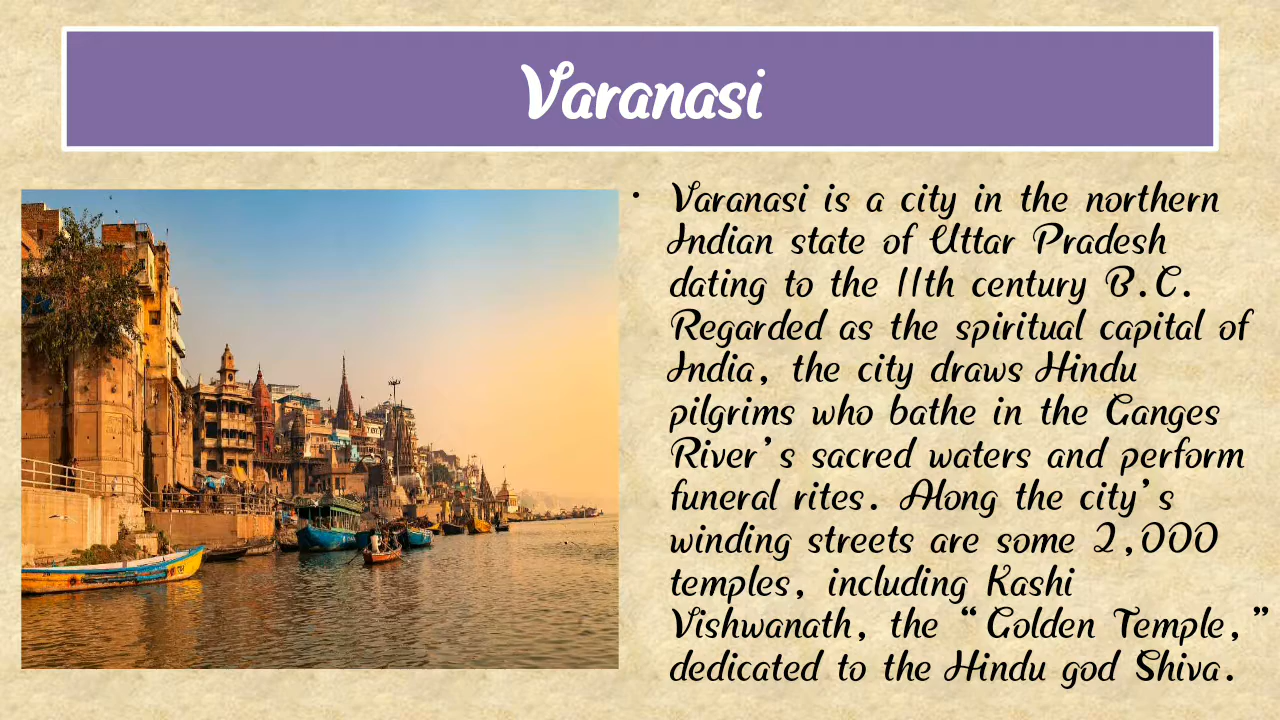 Varanasi
• Varanasi is a city in the northern
Indian state of Uttar Pradesh
dating to the 11th century B.C.
Regarded as the spiritual capital of
India, the city draws Hindu
pilgrims who bathe in the Ganges
River’s sacred waters and perform
funeral rites. Along the city’s
winding streets are some 2,000
temples, including Kashi
Vishwanath, the “Golden Temple,”
dedicated to the Hindu god Shiva.